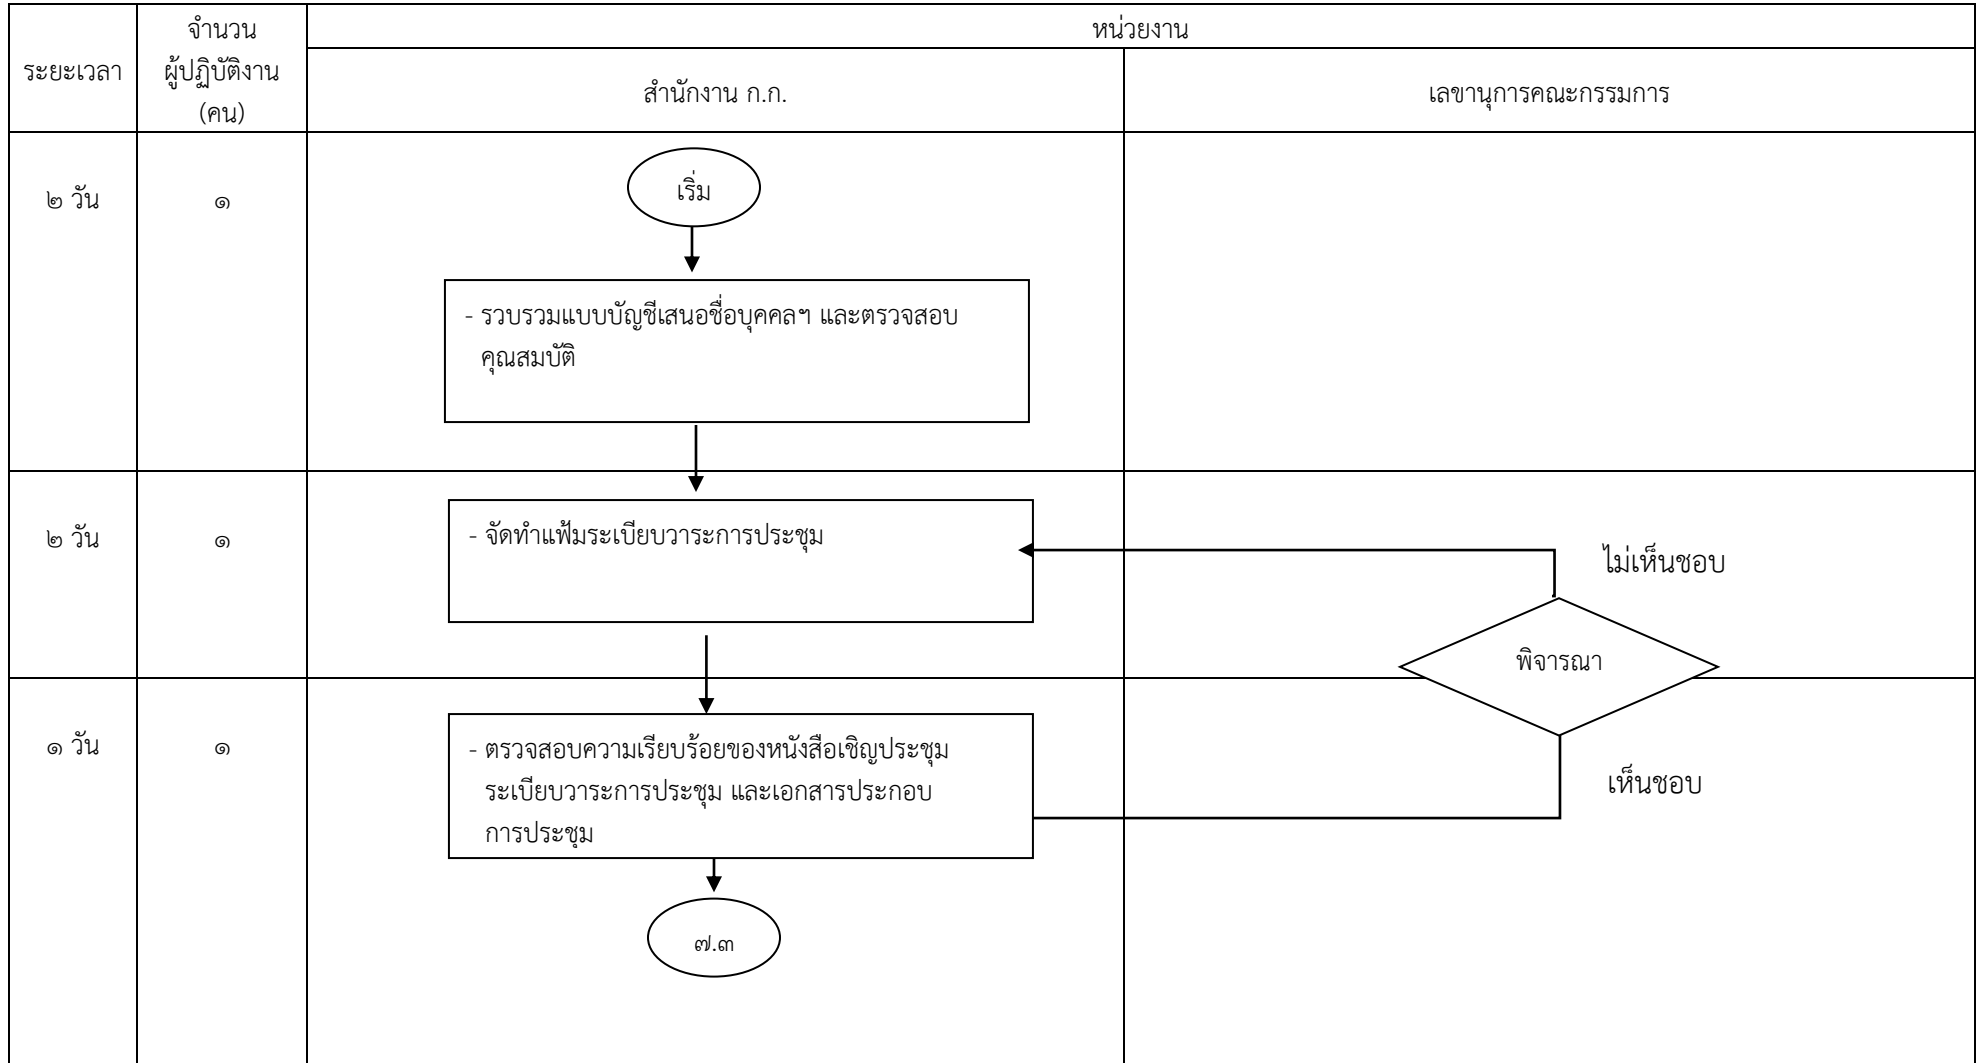 ระยะเวลา
จำนวน
ผู้ปฏิบัติงาน
(คน)
หน่วยงาน
สำนักงาน ก.ก.
เลขานุการคณะกรรมการ
๒ วัน
๑
เริ่ม
- รวบรวมแบบบัญชีเสนอชื่อบุคคลฯ และตรวจสอบ
คุณสมบัติ
๒ วัน
๑
- จัดทำแฟ้มระเบียบวาระการประชุม
ไม่เห็นชอบ
พิจารณา
๑ วัน
๑
- ตรวจสอบความเรียบร้อยของหนังสือเชิญประชุม
ระเบียบวาระการประชุม และเอกสารประกอบ
การประชุม
เห็นชอบ
๗.๓